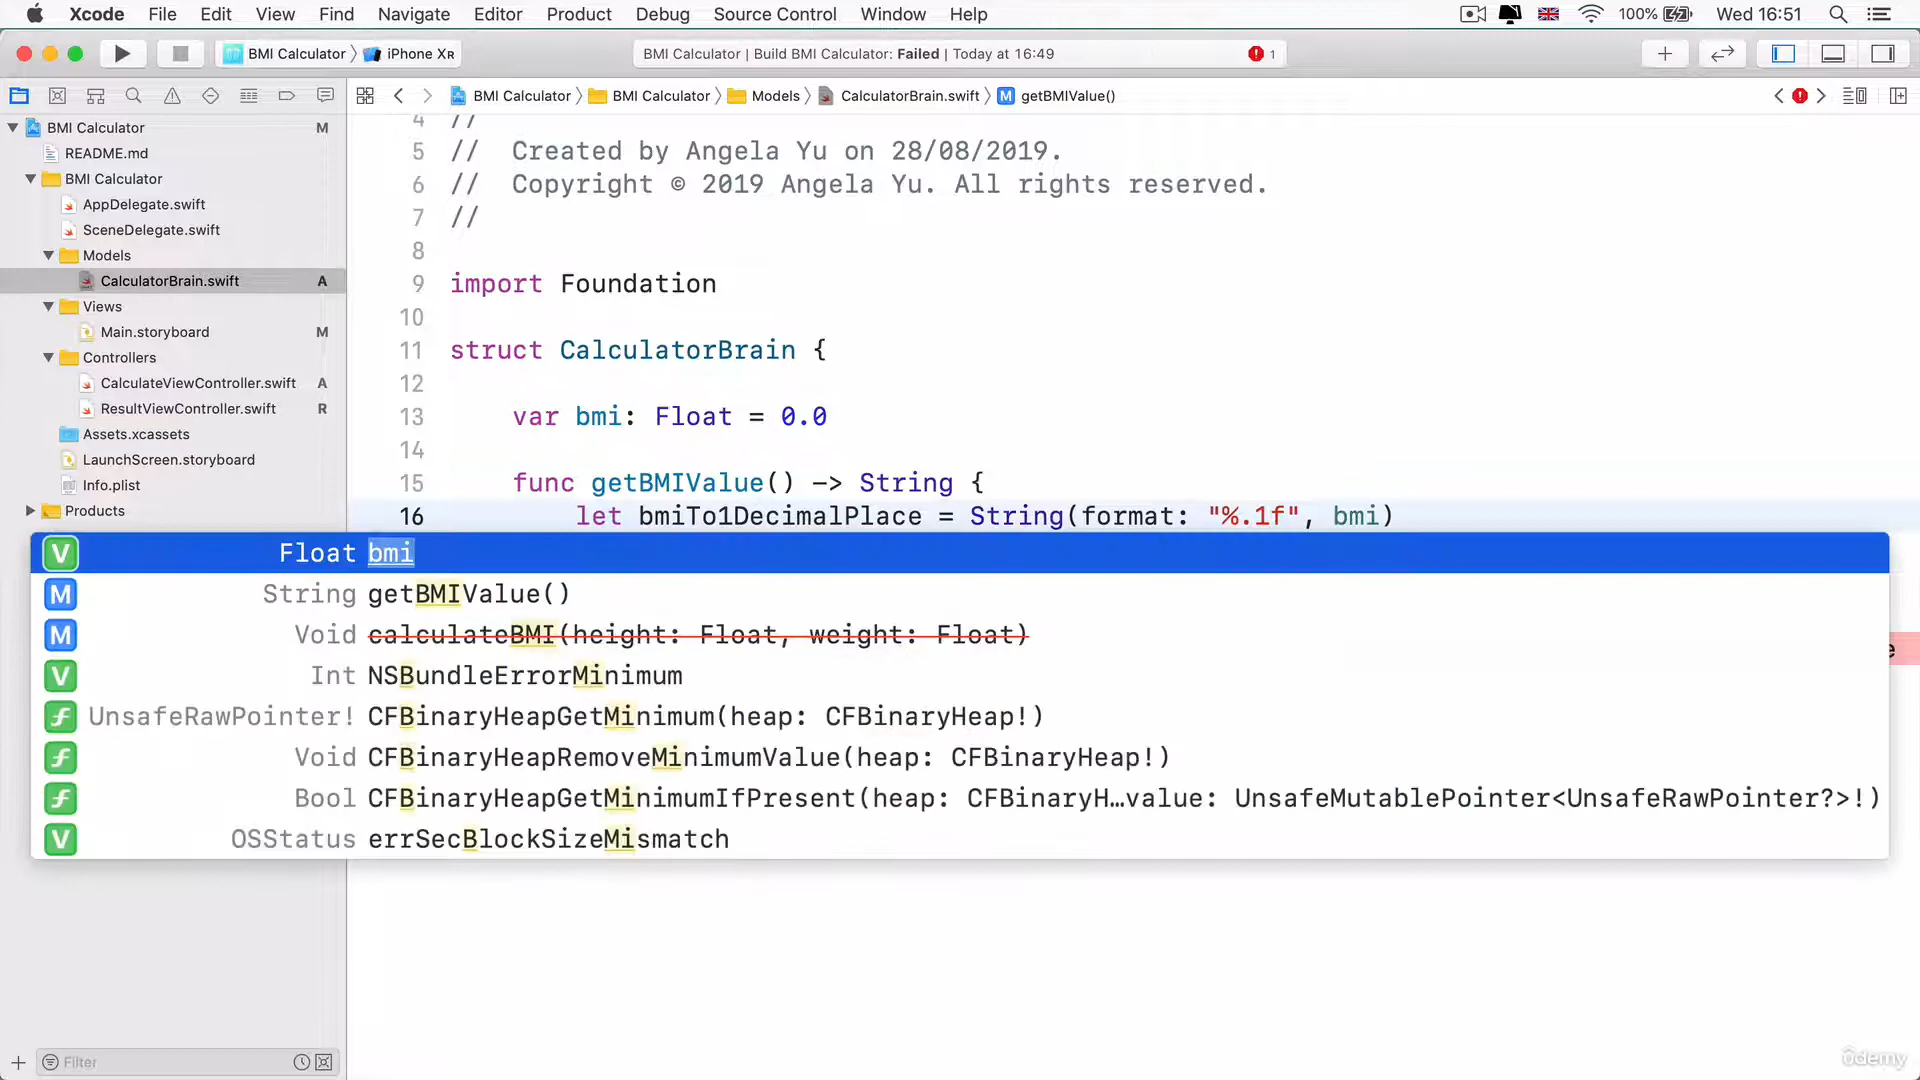 Xcode File Edit View Find Navigate Editor Product Debug Source Control Window Help 100% Wed 16:51
BMI Calculator 〉 iPhone XR BMI Calculator | Build BMI Calculator: Failed | Today at 16:49 1
BMI Calculator 〉 BMI Calculator 〉 Models 〉 CalculatorBrain.swift 〉 M getBMIValue()
BMI Calculator M
README.md
BMI Calculator
AppDelegate.swift
SceneDelegate.swift
Models
CalculatorBrain.swift A
Views
Main.storyboard M
Controllers
CalculateViewController.swift A
ResultViewController.swift R
Assets.xcassets
LaunchScreen.storyboard
Info.plist
Products
4 //
5 //  Created by Angela Yu on 28/08/2019.
6 //  Copyright © 2019 Angela Yu. All rights reserved.
7 //
8
9 import Foundation
10
11 struct CalculatorBrain {
12
13 var bmi: Float = 0.0
14
15 func getBMIValue() -> String {
16 let bmiTo1DecimalPlace = String(format: "%.1f", bmi)
V Float bmi
M String getBMIValue()
M Void calculateBMI(height: Float, weight: Float)
V Int NSBundleErrorMinimum
f UnsafeRawPointer! CFBinaryHeapGetMinimum(heap: CFBinaryHeap!)
f Void CFBinaryHeapRemoveMinimumValue(heap: CFBinaryHeap!)
f Bool CFBinaryHeapGetMinimumIfPresent(heap: CFBinaryH…value: UnsafeMutablePointer<UnsafeRawPointer?>!)
V OSStatus errSecBlockSizeMismatch
e
Filter
ûdemy